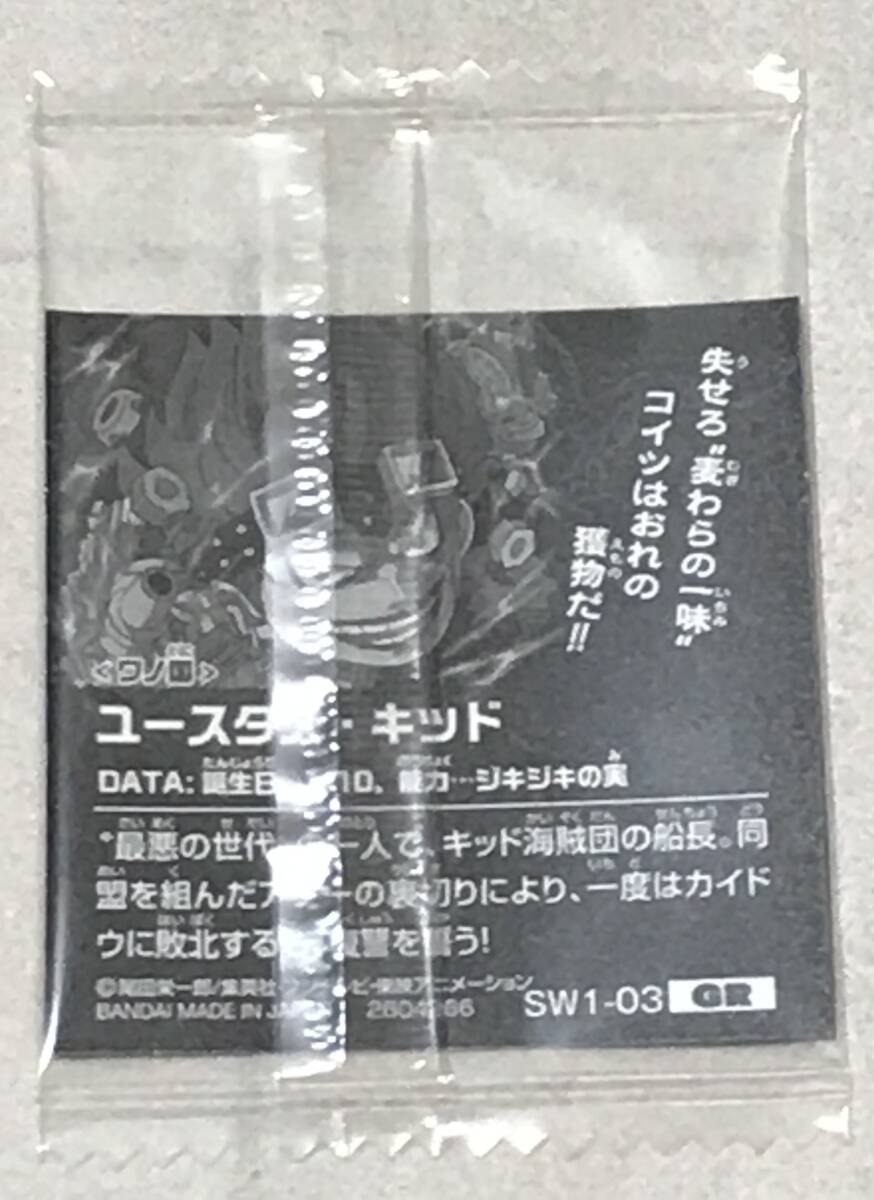 失せろ“麦わらの一味”
コイツはおれの
獲物だ!!
<ワノ国>
ユースタ・キッド
DATA: 誕生日 10、能力…ジキジキの実
“最悪の世代 一人で、キッド海賊団の船長。同
盟を組んだア ーの裏切りにより、一度はカイド
ウに敗北する 復讐を誓う!
©尾田栄一郎/集英社・フジテレビ・東映アニメーション
BANDAI MADE IN JAPAN 2604266
SW1-03 GR